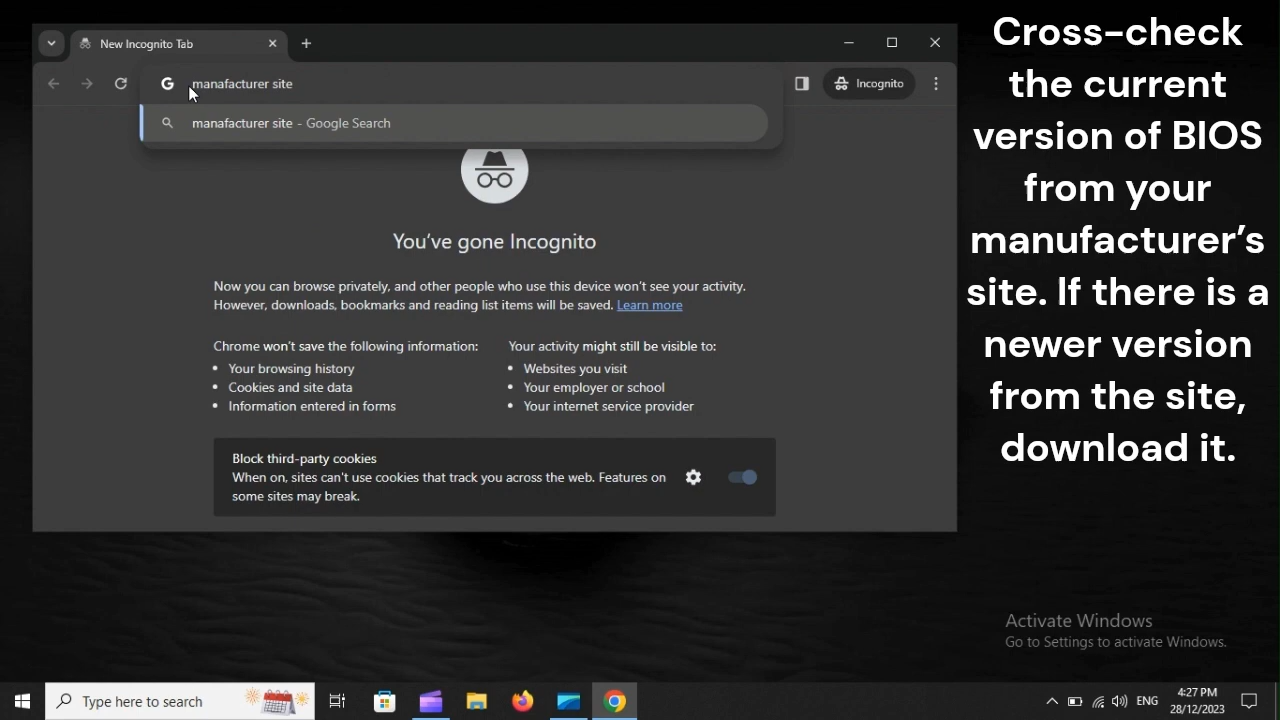 New Incognito Tab
manafacturer site
Incognito
manafacturer site - Google Search
You've gone Incognito
Now you can browse privately, and other people who use this device won't see your activity.
However, downloads, bookmarks and reading list items will be saved. Learn more
Chrome won't save the following information:
Your browsing history
Cookies and site data
Information entered in forms
Your activity might still be visible to:
Websites you visit
Your employer or school
Your internet service provider
Block third-party cookies
When on, sites can't use cookies that track you across the web. Features on
some sites may break.
Cross-check
the current
version of BIOS
from your
manufacturer's
site. If there is a
newer version
from the site,
download it.
Activate Windows
Go to Settings to activate Windows.
Type here to search
ENG
4:27 PM
28/12/2023